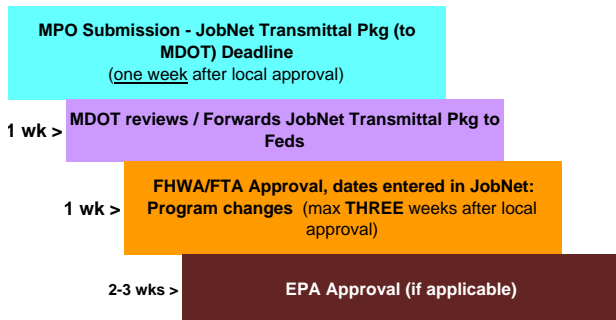 MPO Submission - JobNet Transmittal Pkg (to
MDOT) Deadline
(one week after local approval)
1 wk >
MDOT reviews / Forwards JobNet Transmittal Pkg to
Feds
FHWA/FTA Approval, dates entered in JobNet:
1 wk >
Program changes (max THREE weeks after local
approval)
2-3 wks >
EPA Approval (if applicable)